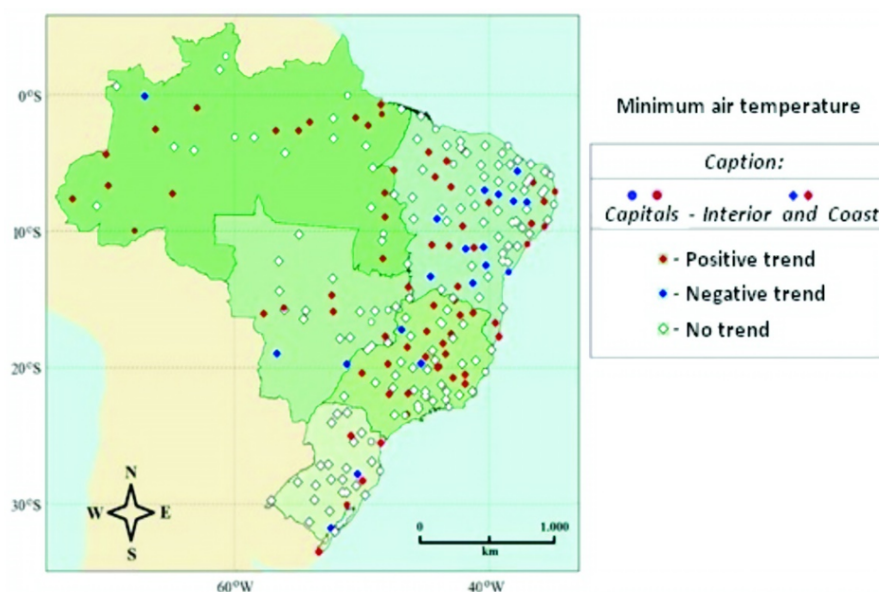 Minimum air temperature
Caption:
Capitals - Interior and Coast
- Positive trend
- Negative trend
- No trend
0°S
10°S
20°S
30°S
60°W
40°W
N
W E
S
0 1.000
km